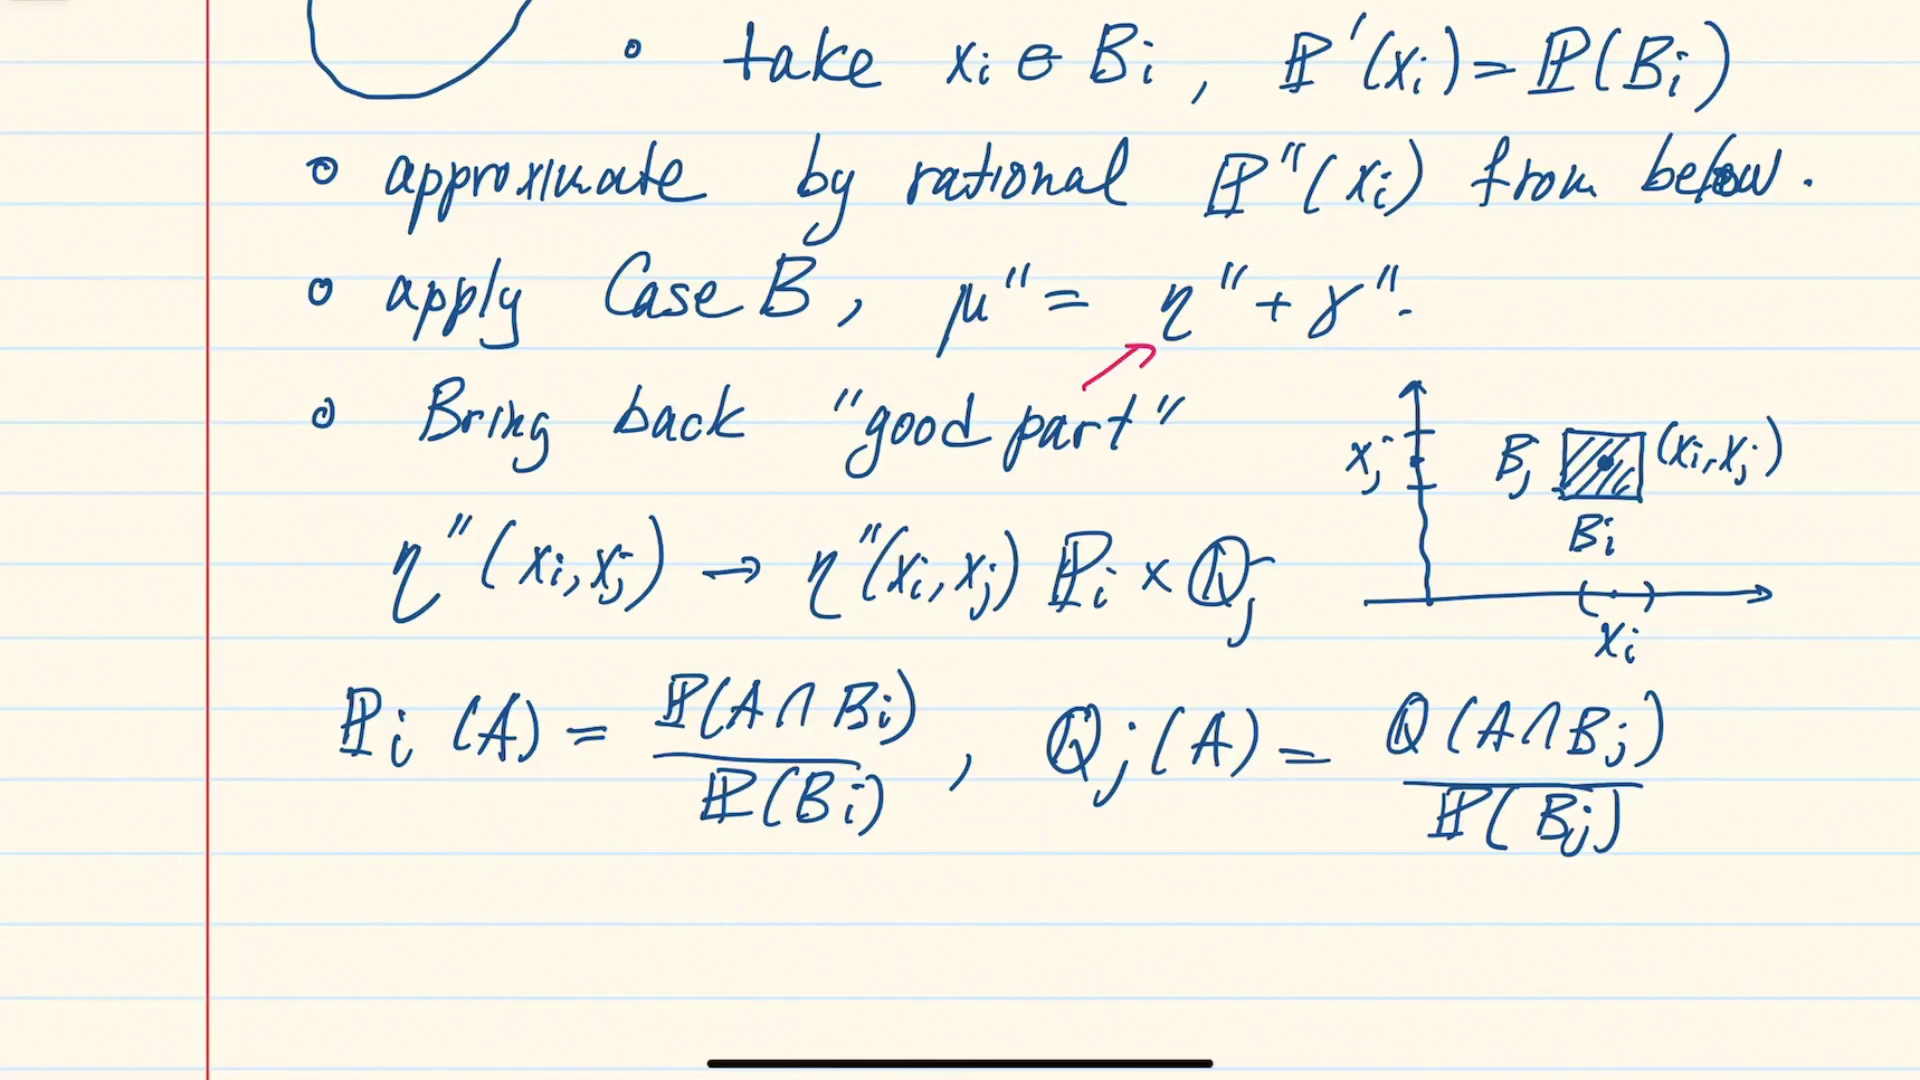 ∘ take xᵢ ∈ Bᵢ , ℙ′(xᵢ) = ℙ(Bᵢ)
∘ approximate by rational ℙ″(xᵢ) from below.
∘ apply Case B, μ″ = η″ + γ″.
∘ Bring back "good part"
xⱼ Bⱼ (xᵢ, xⱼ)
Bᵢ
η″(xᵢ, xⱼ) → η″(xᵢ, xⱼ) ℙᵢ × ℚⱼ
xᵢ
ℙᵢ(A) = ℙ(A∩Bᵢ) / ℙ(Bᵢ) , ℚⱼ(A) = ℚ(A∩Bⱼ) / ℙ(Bⱼ)